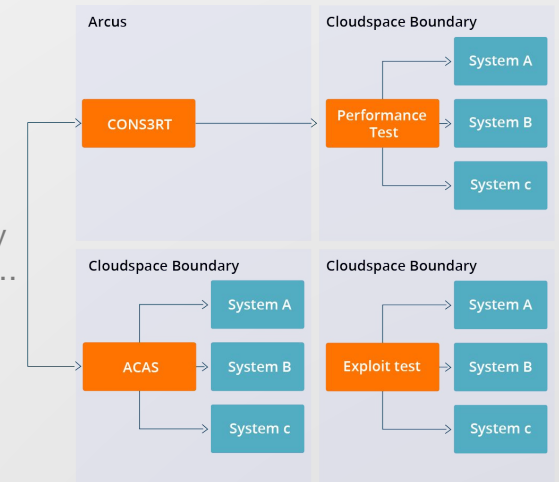 Arcus
CONS3RT
Cloudspace Boundary
Performance
Test
System A
System B
System c
Cloudspace Boundary
ACAS
System A
System B
System c
Cloudspace Boundary
Exploit test
System A
System B
System c